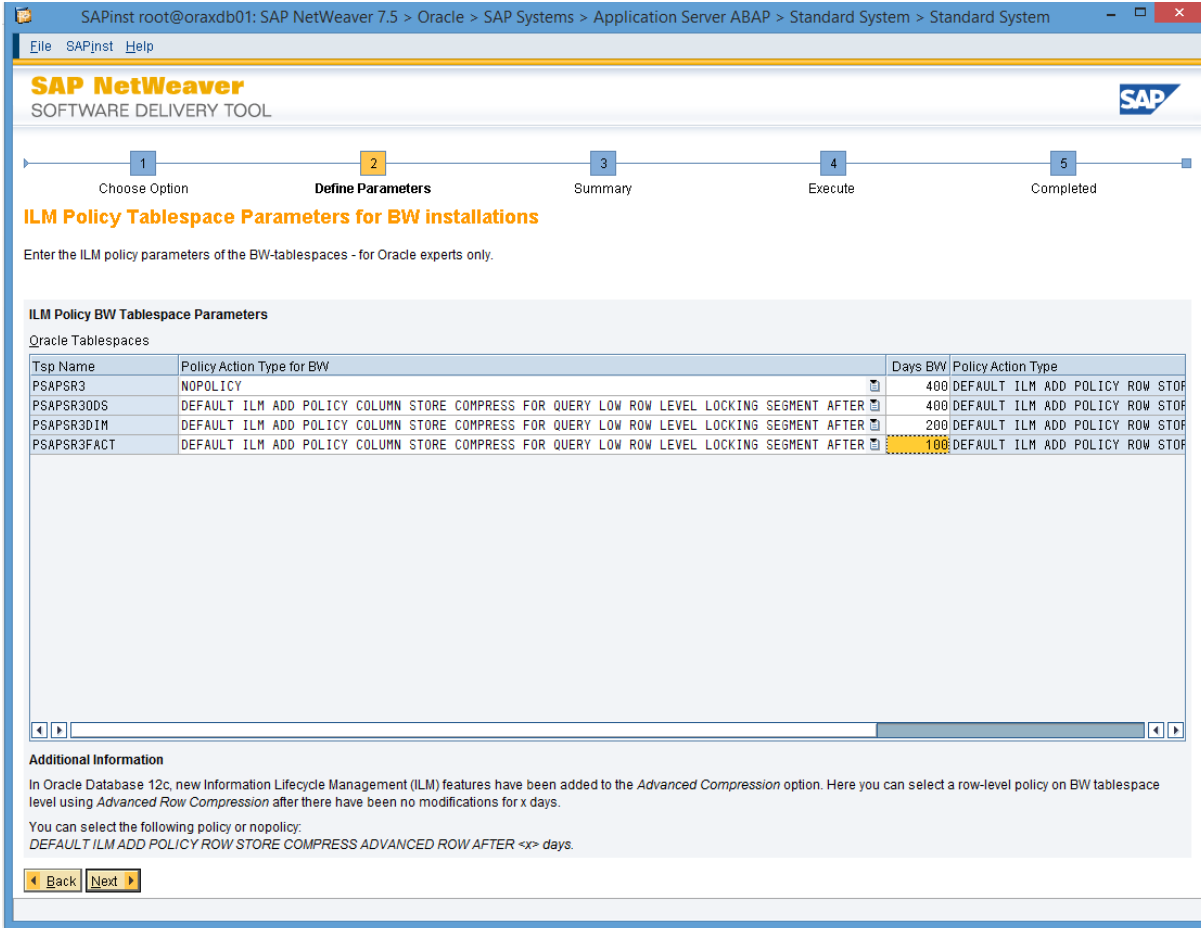 SAPinst root@oraxdb01: SAP NetWeaver 7.5 > Oracle > SAP Systems > Application Server ABAP > Standard System > Standard System
File SAPinst Help
SAP NetWeaver
SOFTWARE DELIVERY TOOL
SAP
1 2 3 4 5
Choose Option Define Parameters Summary Execute Completed
ILM Policy Tablespace Parameters for BW installations
Enter the ILM policy parameters of the BW-tablespaces - for Oracle experts only.
ILM Policy BW Tablespace Parameters
Oracle Tablespaces
Tsp Name Policy Action Type for BW Days BW Policy Action Type
PSAPSR3 NOPOLICY 400 DEFAULT ILM ADD POLICY ROW STOR
PSAPSR3ODS DEFAULT ILM ADD POLICY COLUMN STORE COMPRESS FOR QUERY LOW ROW LEVEL LOCKING SEGMENT AFTER 400 DEFAULT ILM ADD POLICY ROW STOR
PSAPSR3DIM DEFAULT ILM ADD POLICY COLUMN STORE COMPRESS FOR QUERY LOW ROW LEVEL LOCKING SEGMENT AFTER 200 DEFAULT ILM ADD POLICY ROW STOR
PSAPSR3FACT DEFAULT ILM ADD POLICY COLUMN STORE COMPRESS FOR QUERY LOW ROW LEVEL LOCKING SEGMENT AFTER 100 DEFAULT ILM ADD POLICY ROW STOR
Additional Information
In Oracle Database 12c, new Information Lifecycle Management (ILM) features have been added to the Advanced Compression option. Here you can select a row-level policy on BW tablespace
level using Advanced Row Compression after there have been no modifications for x days.
You can select the following policy or nopolicy:
DEFAULT ILM ADD POLICY ROW STORE COMPRESS ADVANCED ROW AFTER <x> days.
Back Next